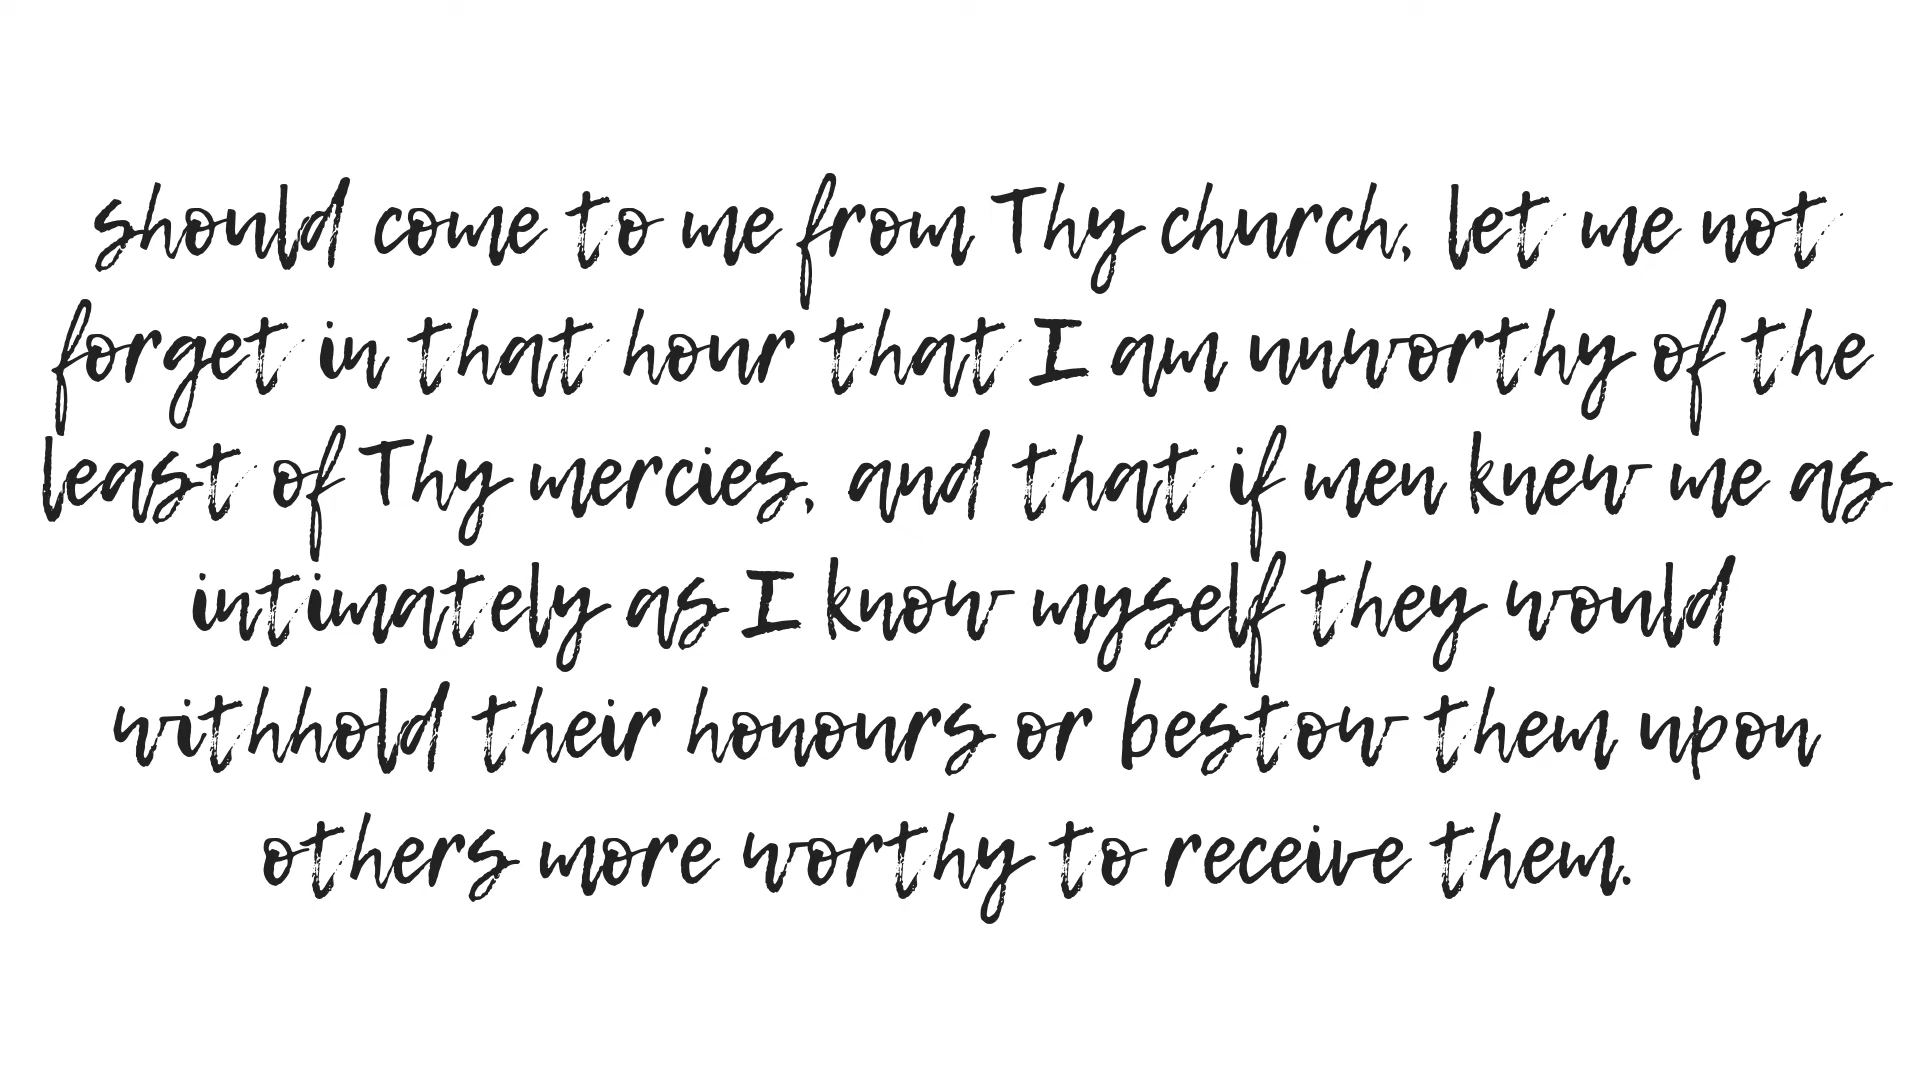 should come to me from Thy church, let me not
forget in that hour that I am unworthy of the
least of Thy mercies, and that if men knew me as
intimately as I know myself they would
withhold their honours or bestow them upon
others more worthy to receive them.